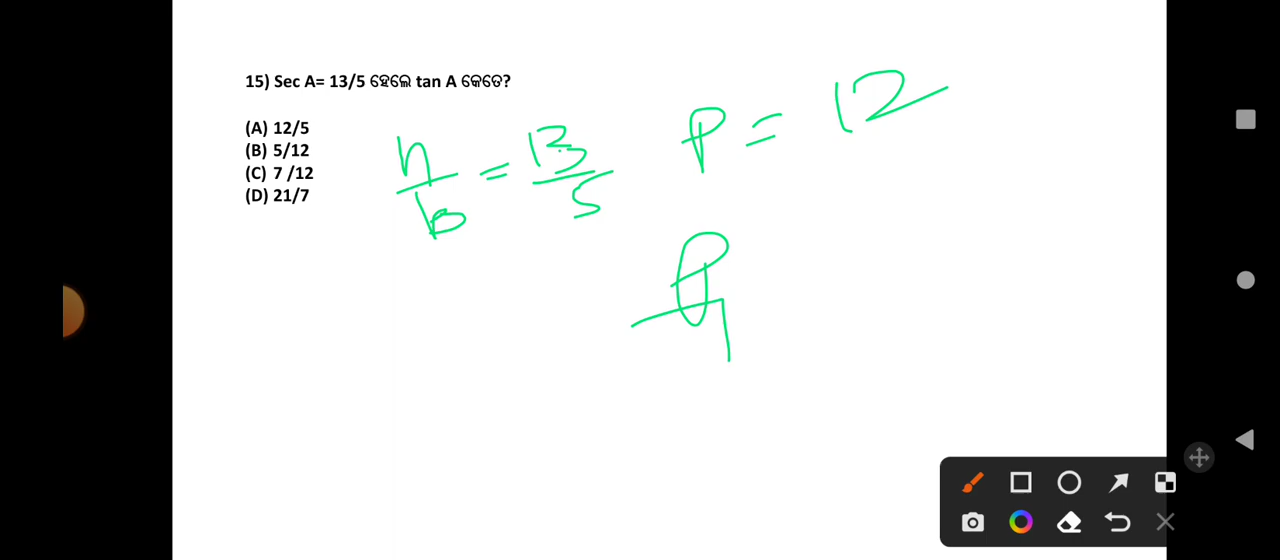 15) Sec A= 13/5 ହେଲେ tan A କେତେ?
(A) 12/5
(B) 5/12
(C) 7 /12
(D) 21/7
h/b = 13/5
P = 12
P